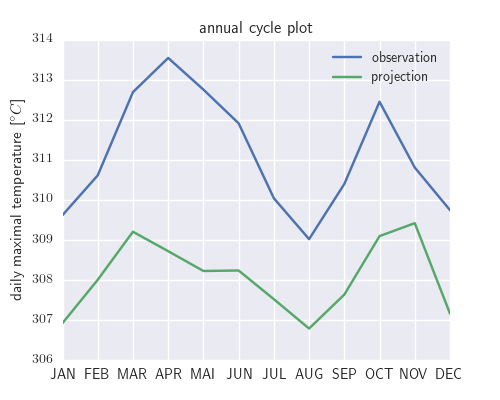 annual cycle plot
314
313
312
311
310
309
308
307
306
daily maximal temperature [°C]
observation
projection
JAN FEB MAR APR MAI JUN JUL AUG SEP OCT NOV DEC